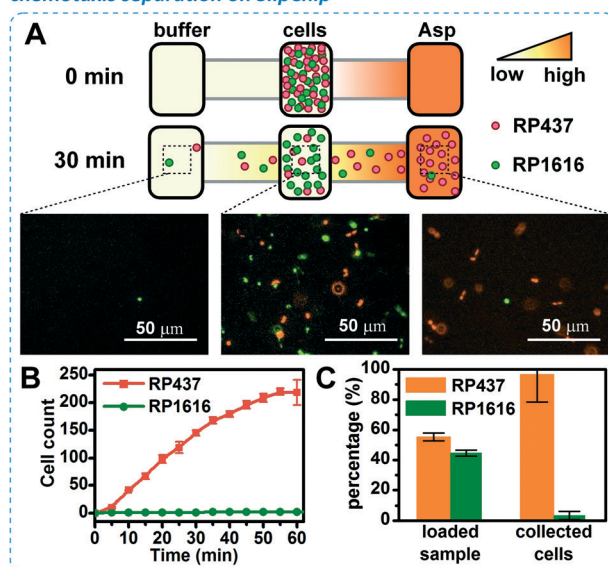 chemotaxis separation on SlipChip
A
buffer
cells
Asp
0 min
30 min
low
high
RP437
RP1616
50 μm
50 μm
50 μm
B
RP437
RP1616
Cell count
250
200
150
100
50
0
0 10 20 30 40 50 60
Time (min)
C
RP437
RP1616
percentage (%)
100
80
60
40
20
0
loaded
sample
collected
cells